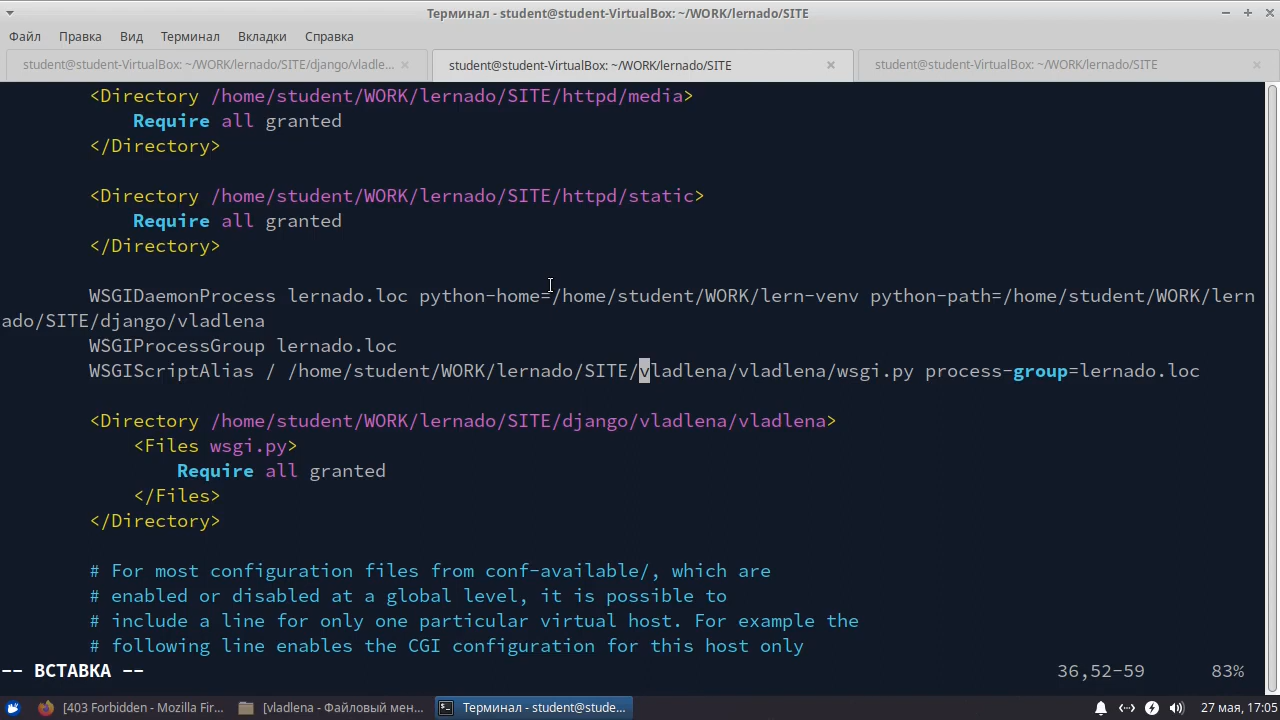 Терминал - student@student-VirtualBox: ~/WORK/lernado/SITE
Файл Правка Вид Терминал Вкладки Справка
student@student-VirtualBox: ~/WORK/lernado/SITE/django/vladle... student@student-VirtualBox: ~/WORK/lernado/SITE student@student-VirtualBox: ~/WORK/lernado/SITE
<Directory /home/student/WORK/lernado/SITE/httpd/media>
Require all granted
</Directory>
<Directory /home/student/WORK/lernado/SITE/httpd/static>
Require all granted
</Directory>
WSGIDaemonProcess lernado.loc python-home=/home/student/WORK/lern-venv python-path=/home/student/WORK/lern
ado/SITE/django/vladlena
WSGIProcessGroup lernado.loc
WSGIScriptAlias / /home/student/WORK/lernado/SITE/vladlena/vladlena/wsgi.py process-group=lernado.loc
<Directory /home/student/WORK/lernado/SITE/django/vladlena/vladlena>
<Files wsgi.py>
Require all granted
</Files>
</Directory>
# For most configuration files from conf-available/, which are
# enabled or disabled at a global level, it is possible to
# include a line for only one particular virtual host. For example the
# following line enables the CGI configuration for this host only
-- ВСТАВКА -- 36,52-59 83%
[403 Forbidden - Mozilla Fir... [vladlena - Файловый мен... Терминал - student@stude... 27 мая, 17:05